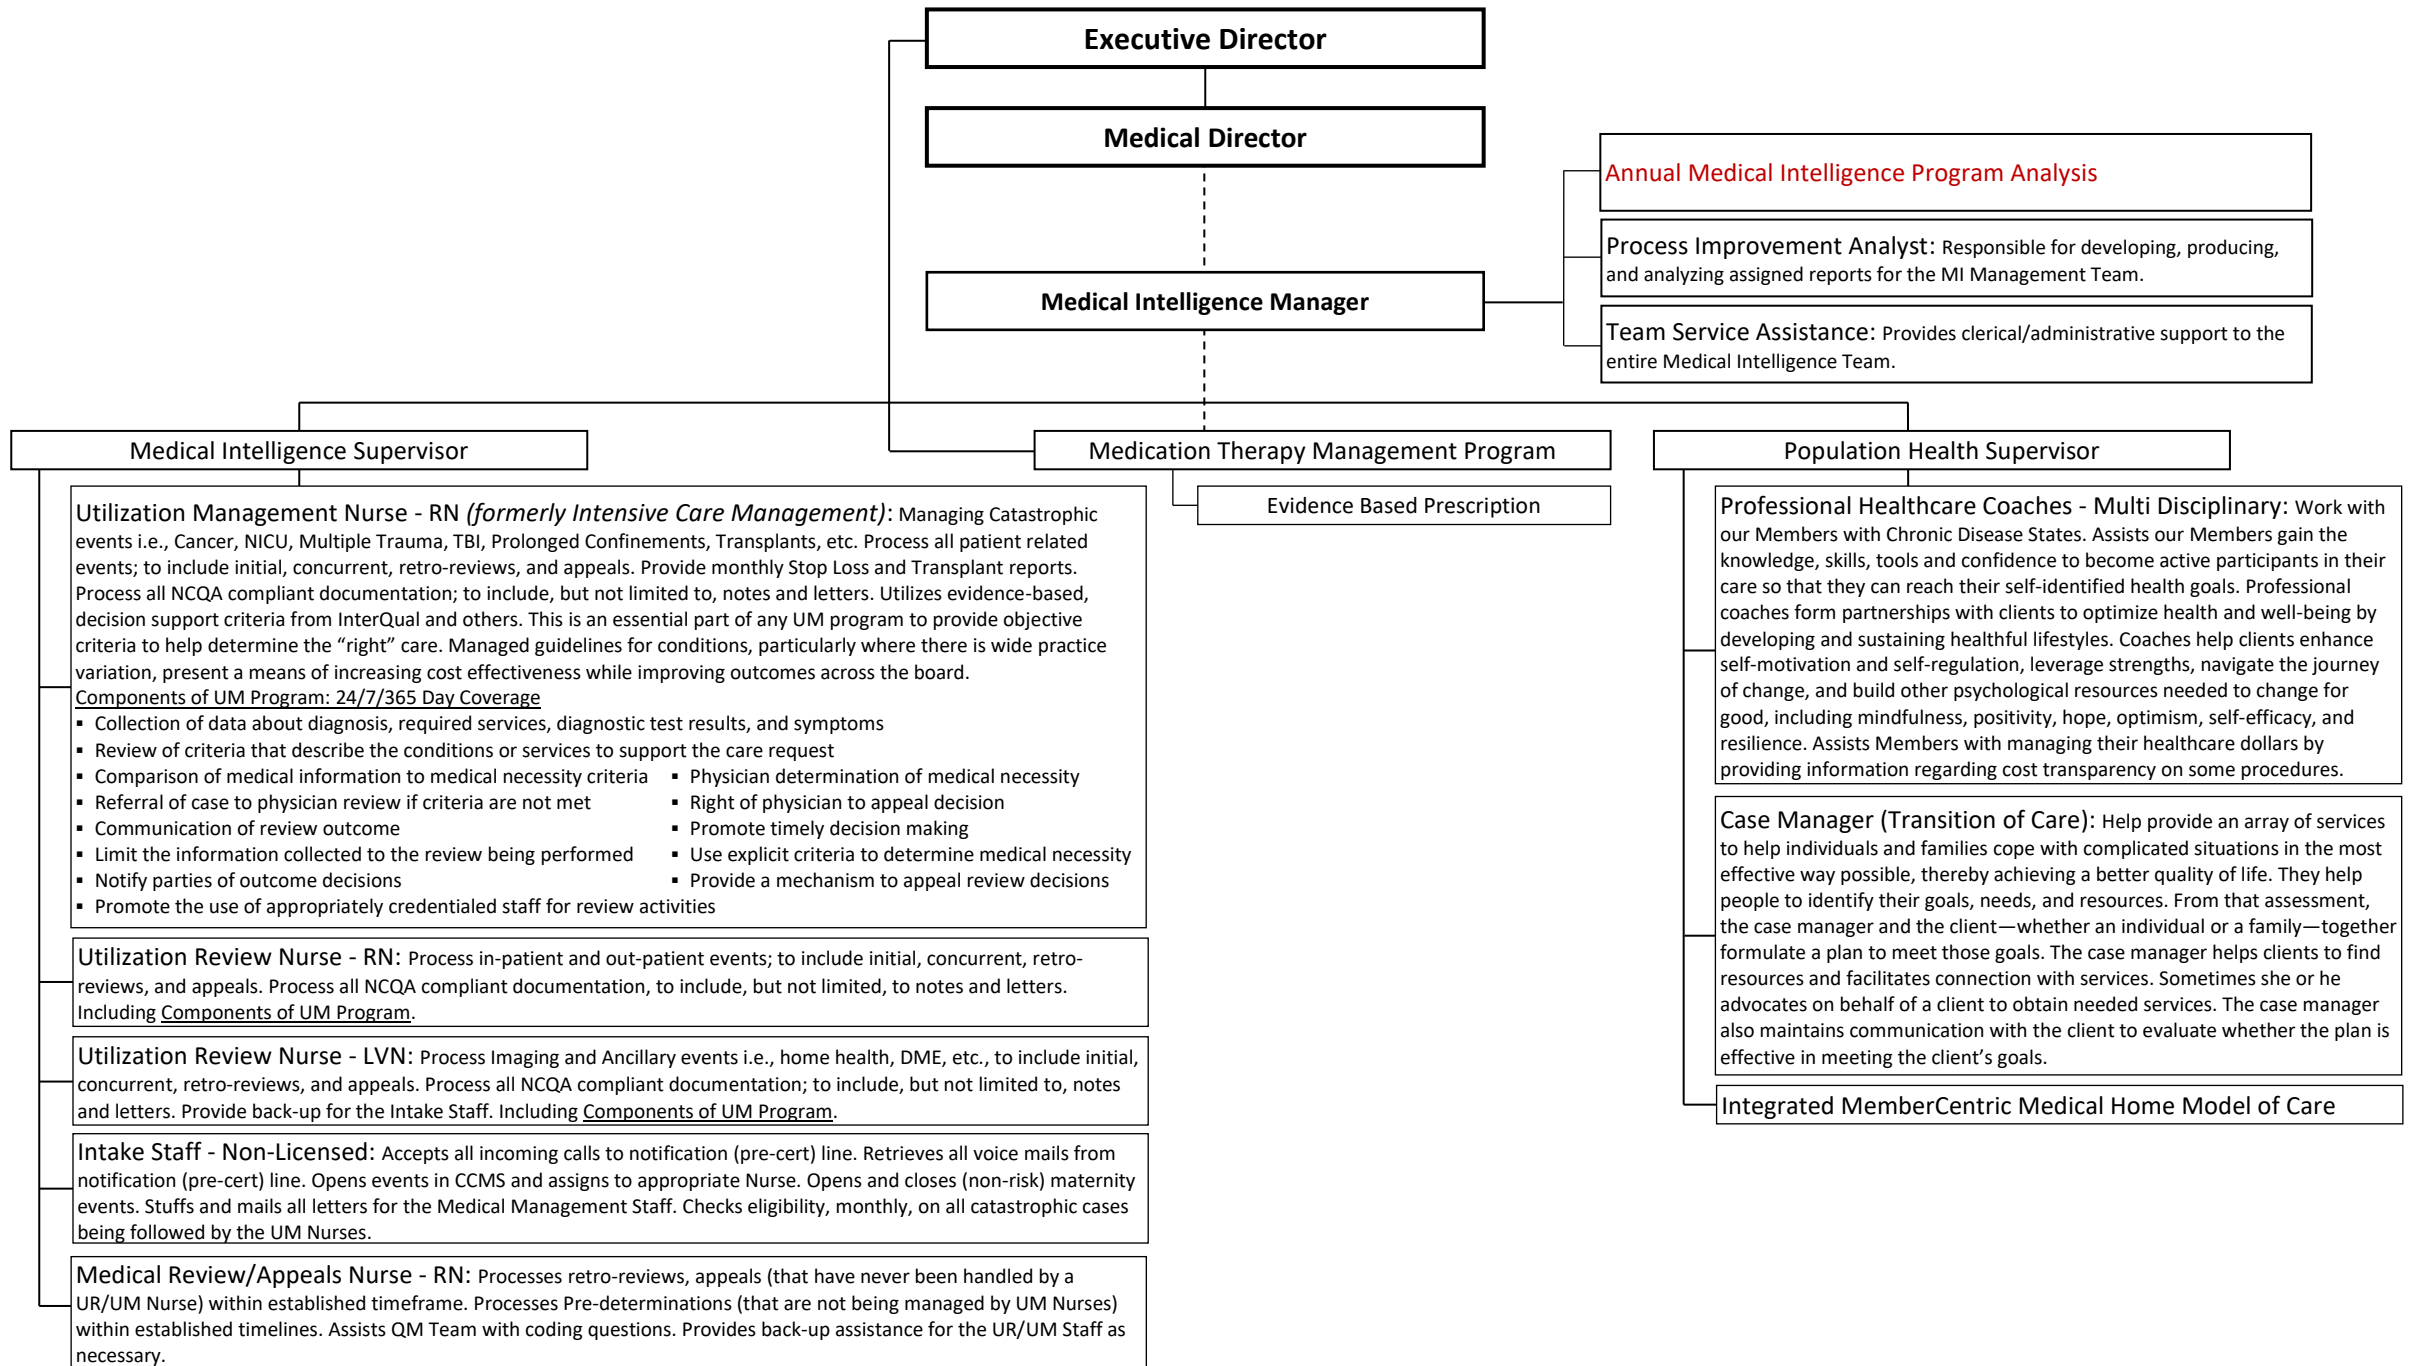 Executive Director
Medical Director
Annual Medical Intelligence Program Analysis
Process Improvement Analyst: Responsible for developing, producing,
and analyzing assigned reports for the MI Management Team.
Medical Intelligence Manager
Team Service Assistance: Provides clerical/administrative support to the
entire Medical Intelligence Team.
Medical Intelligence Supervisor
Utilization Management Nurse - RN (formerly Intensive Care Management): Managing Catastrophic
events i.e., Cancer, NICU, Multiple Trauma, TBI, Prolonged Confinements, Transplants, etc. Process all patient related
events; to include initial, concurrent, retro-reviews, and appeals. Provide monthly Stop Loss and Transplant reports.
Process all NCQA compliant documentation; to include, but not limited to, notes and letters. Utilizes evidence-based,
decision support criteria from InterQual and others. This is an essential part of any UM program to provide objective
criteria to help determine the “right” care. Managed guidelines for conditions, particularly where there is wide practice
variation, present a means of increasing cost effectiveness while improving outcomes across the board.
Components of UM Program: 24/7/365 Day Coverage
▪ Collection of data about diagnosis, required services, diagnostic test results, and symptoms
▪ Review of criteria that describe the conditions or services to support the care request
▪ Comparison of medical information to medical necessity criteria ▪ Physician determination of medical necessity
▪ Referral of case to physician review if criteria are not met ▪ Right of physician to appeal decision
▪ Communication of review outcome ▪ Promote timely decision making
▪ Limit the information collected to the review being performed ▪ Use explicit criteria to determine medical necessity
▪ Notify parties of outcome decisions ▪ Provide a mechanism to appeal review decisions
▪ Promote the use of appropriately credentialed staff for review activities
Utilization Review Nurse - RN: Process in-patient and out-patient events; to include initial, concurrent, retro-
reviews, and appeals. Process all NCQA compliant documentation, to include, but not limited, to notes and letters.
Including Components of UM Program.
Utilization Review Nurse - LVN: Process Imaging and Ancillary events i.e., home health, DME, etc., to include initial,
concurrent, retro-reviews, and appeals. Process all NCQA compliant documentation; to include, but not limited to, notes
and letters. Provide back-up for the Intake Staff. Including Components of UM Program.
Intake Staff - Non-Licensed: Accepts all incoming calls to notification (pre-cert) line. Retrieves all voice mails from
notification (pre-cert) line. Opens events in CCMS and assigns to appropriate Nurse. Opens and closes (non-risk) maternity
events. Stuffs and mails all letters for the Medical Management Staff. Checks eligibility, monthly, on all catastrophic cases
being followed by the UM Nurses.
Medical Review/Appeals Nurse - RN: Processes retro-reviews, appeals (that have never been handled by a
UR/UM Nurse) within established timeframe. Processes Pre-determinations (that are not being managed by UM Nurses)
within established timelines. Assists QM Team with coding questions. Provides back-up assistance for the UR/UM Staff as
necessary.
Medication Therapy Management Program
Evidence Based Prescription
Population Health Supervisor
Professional Healthcare Coaches - Multi Disciplinary: Work with
our Members with Chronic Disease States. Assists our Members gain the
knowledge, skills, tools and confidence to become active participants in their
care so that they can reach their self-identified health goals. Professional
coaches form partnerships with clients to optimize health and well-being by
developing and sustaining healthful lifestyles. Coaches help clients enhance
self-motivation and self-regulation, leverage strengths, navigate the journey
of change, and build other psychological resources needed to change for
good, including mindfulness, positivity, hope, optimism, self-efficacy, and
resilience. Assists Members with managing their healthcare dollars by
providing information regarding cost transparency on some procedures.
Case Manager (Transition of Care): Help provide an array of services
to help individuals and families cope with complicated situations in the most
effective way possible, thereby achieving a better quality of life. They help
people to identify their goals, needs, and resources. From that assessment,
the case manager and the client—whether an individual or a family—together
formulate a plan to meet those goals. The case manager helps clients to find
resources and facilitates connection with services. Sometimes she or he
advocates on behalf of a client to obtain needed services. The case manager
also maintains communication with the client to evaluate whether the plan is
effective in meeting the client’s goals.
Integrated MemberCentric Medical Home Model of Care